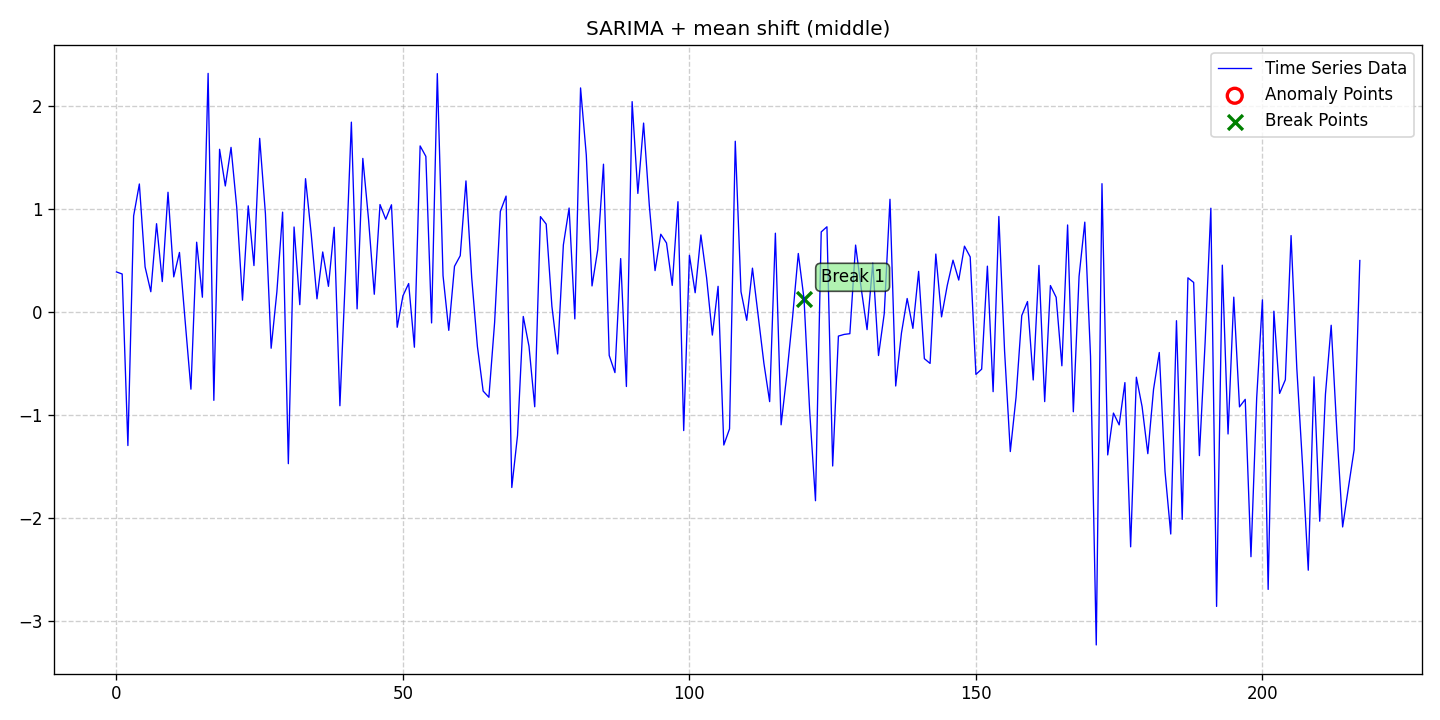 SARIMA + mean shift (middle)
Time Series Data
Anomaly Points
Break Points
Break 1
2
1
0
−1
−2
−3
0
50
100
150
200